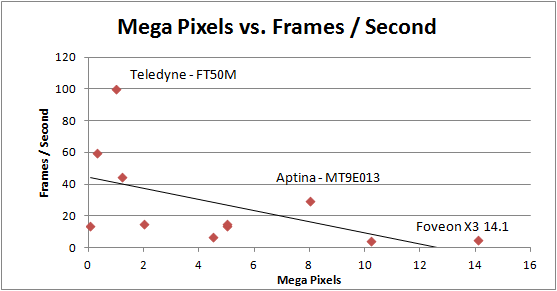 Mega Pixels vs. Frames / Second
Frames / Second
120
100
80
60
40
20
0
Teledyne - FT50M
Aptina - MT9E013
Foveon X3 14.1
0 2 4 6 8 10 12 14 16
Mega Pixels